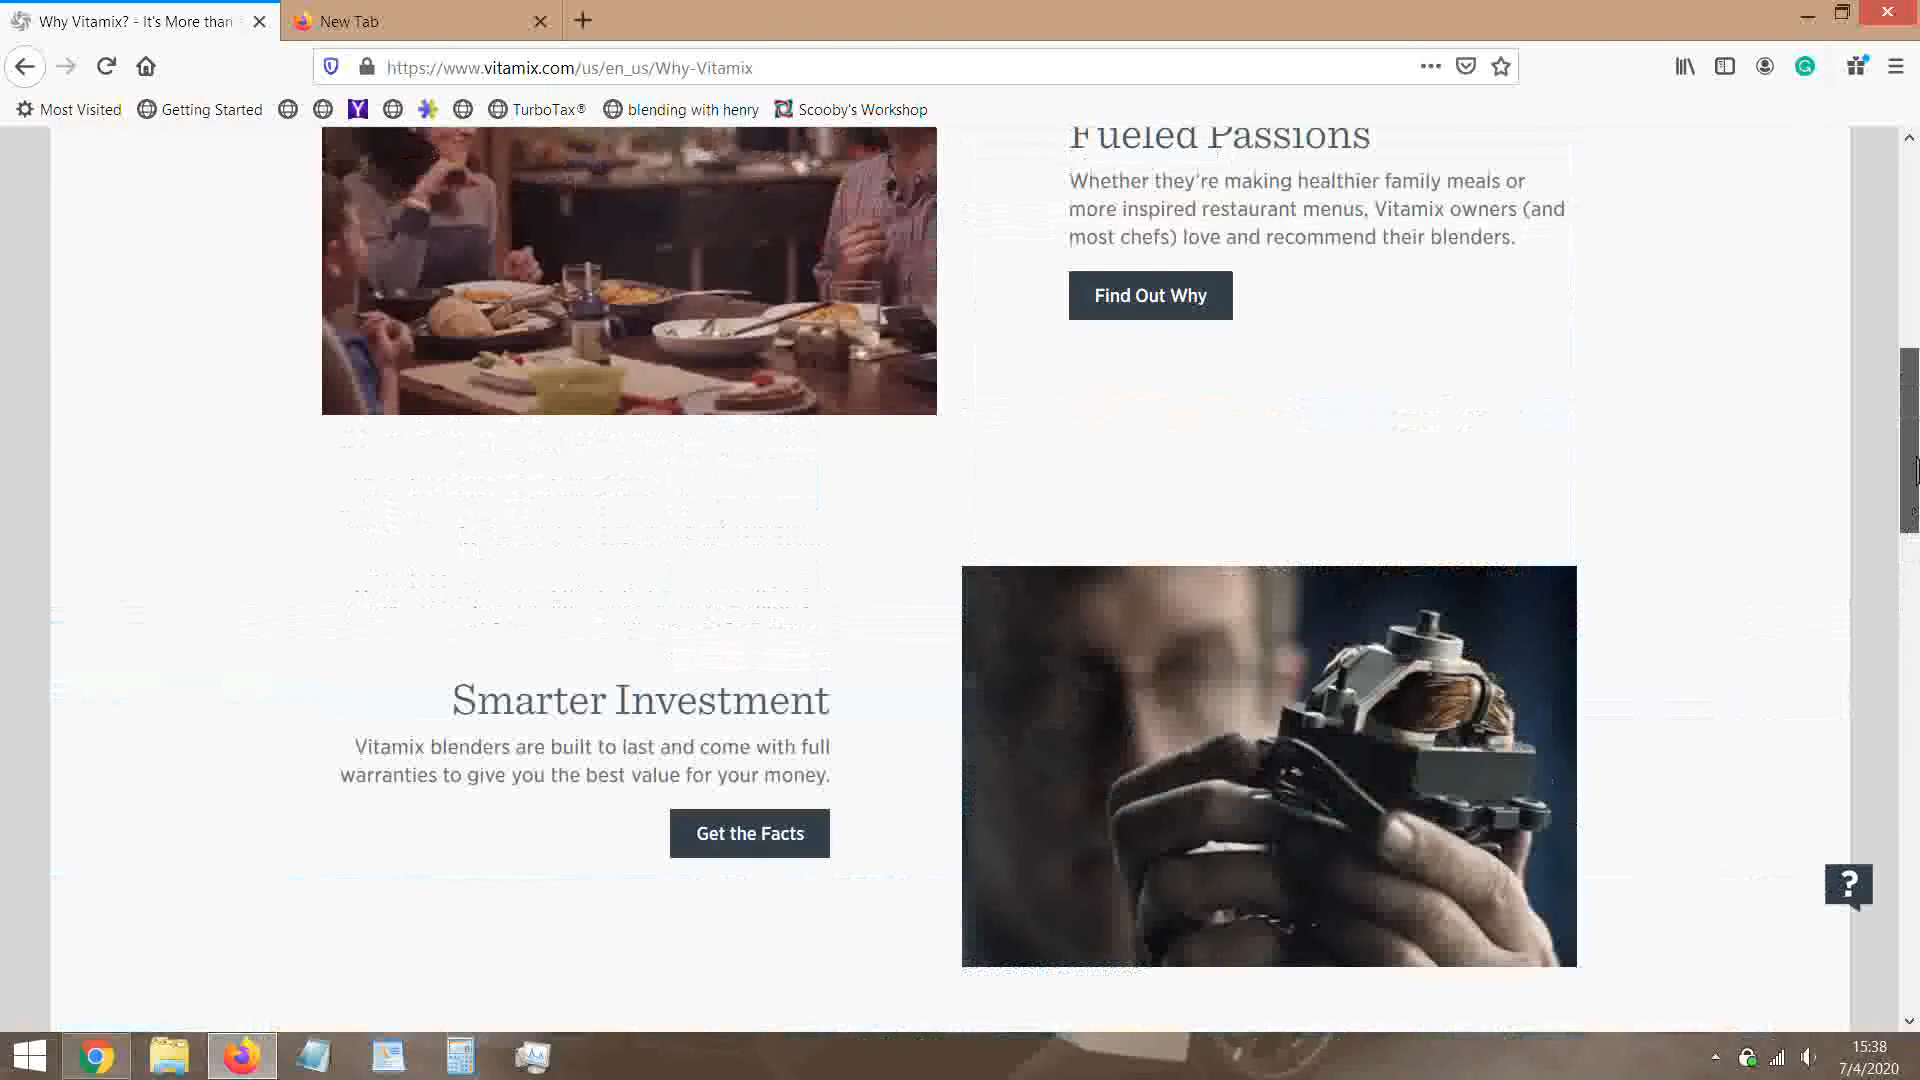 Why Vitamix? - It's More than
New Tab
https://www.vitamix.com/us/en_us/Why-Vitamix
Most Visited
Getting Started
TurboTax®
blending with henry
Scooby's Workshop
Fueled Passions
Whether they're making healthier family meals or
more inspired restaurant menus, Vitamix owners (and
most chefs) love and recommend their blenders.
Find Out Why
Smarter Investment
Vitamix blenders are built to last and come with full
warranties to give you the best value for your money.
Get the Facts
?
15:38
7/4/2020